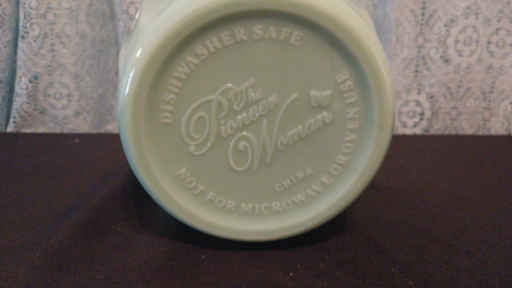 DISHWASHER SAFE
The
Pioneer
Woman
CHINA
NOT FOR MICROWAVE OR OVEN USE